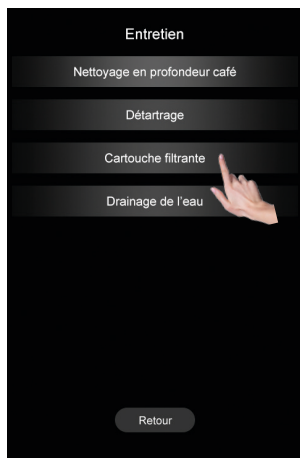 Entretien
Nettoyage en profondeur café
Détartrage
Cartouche filtrante
Drainage de l'eau
Retour